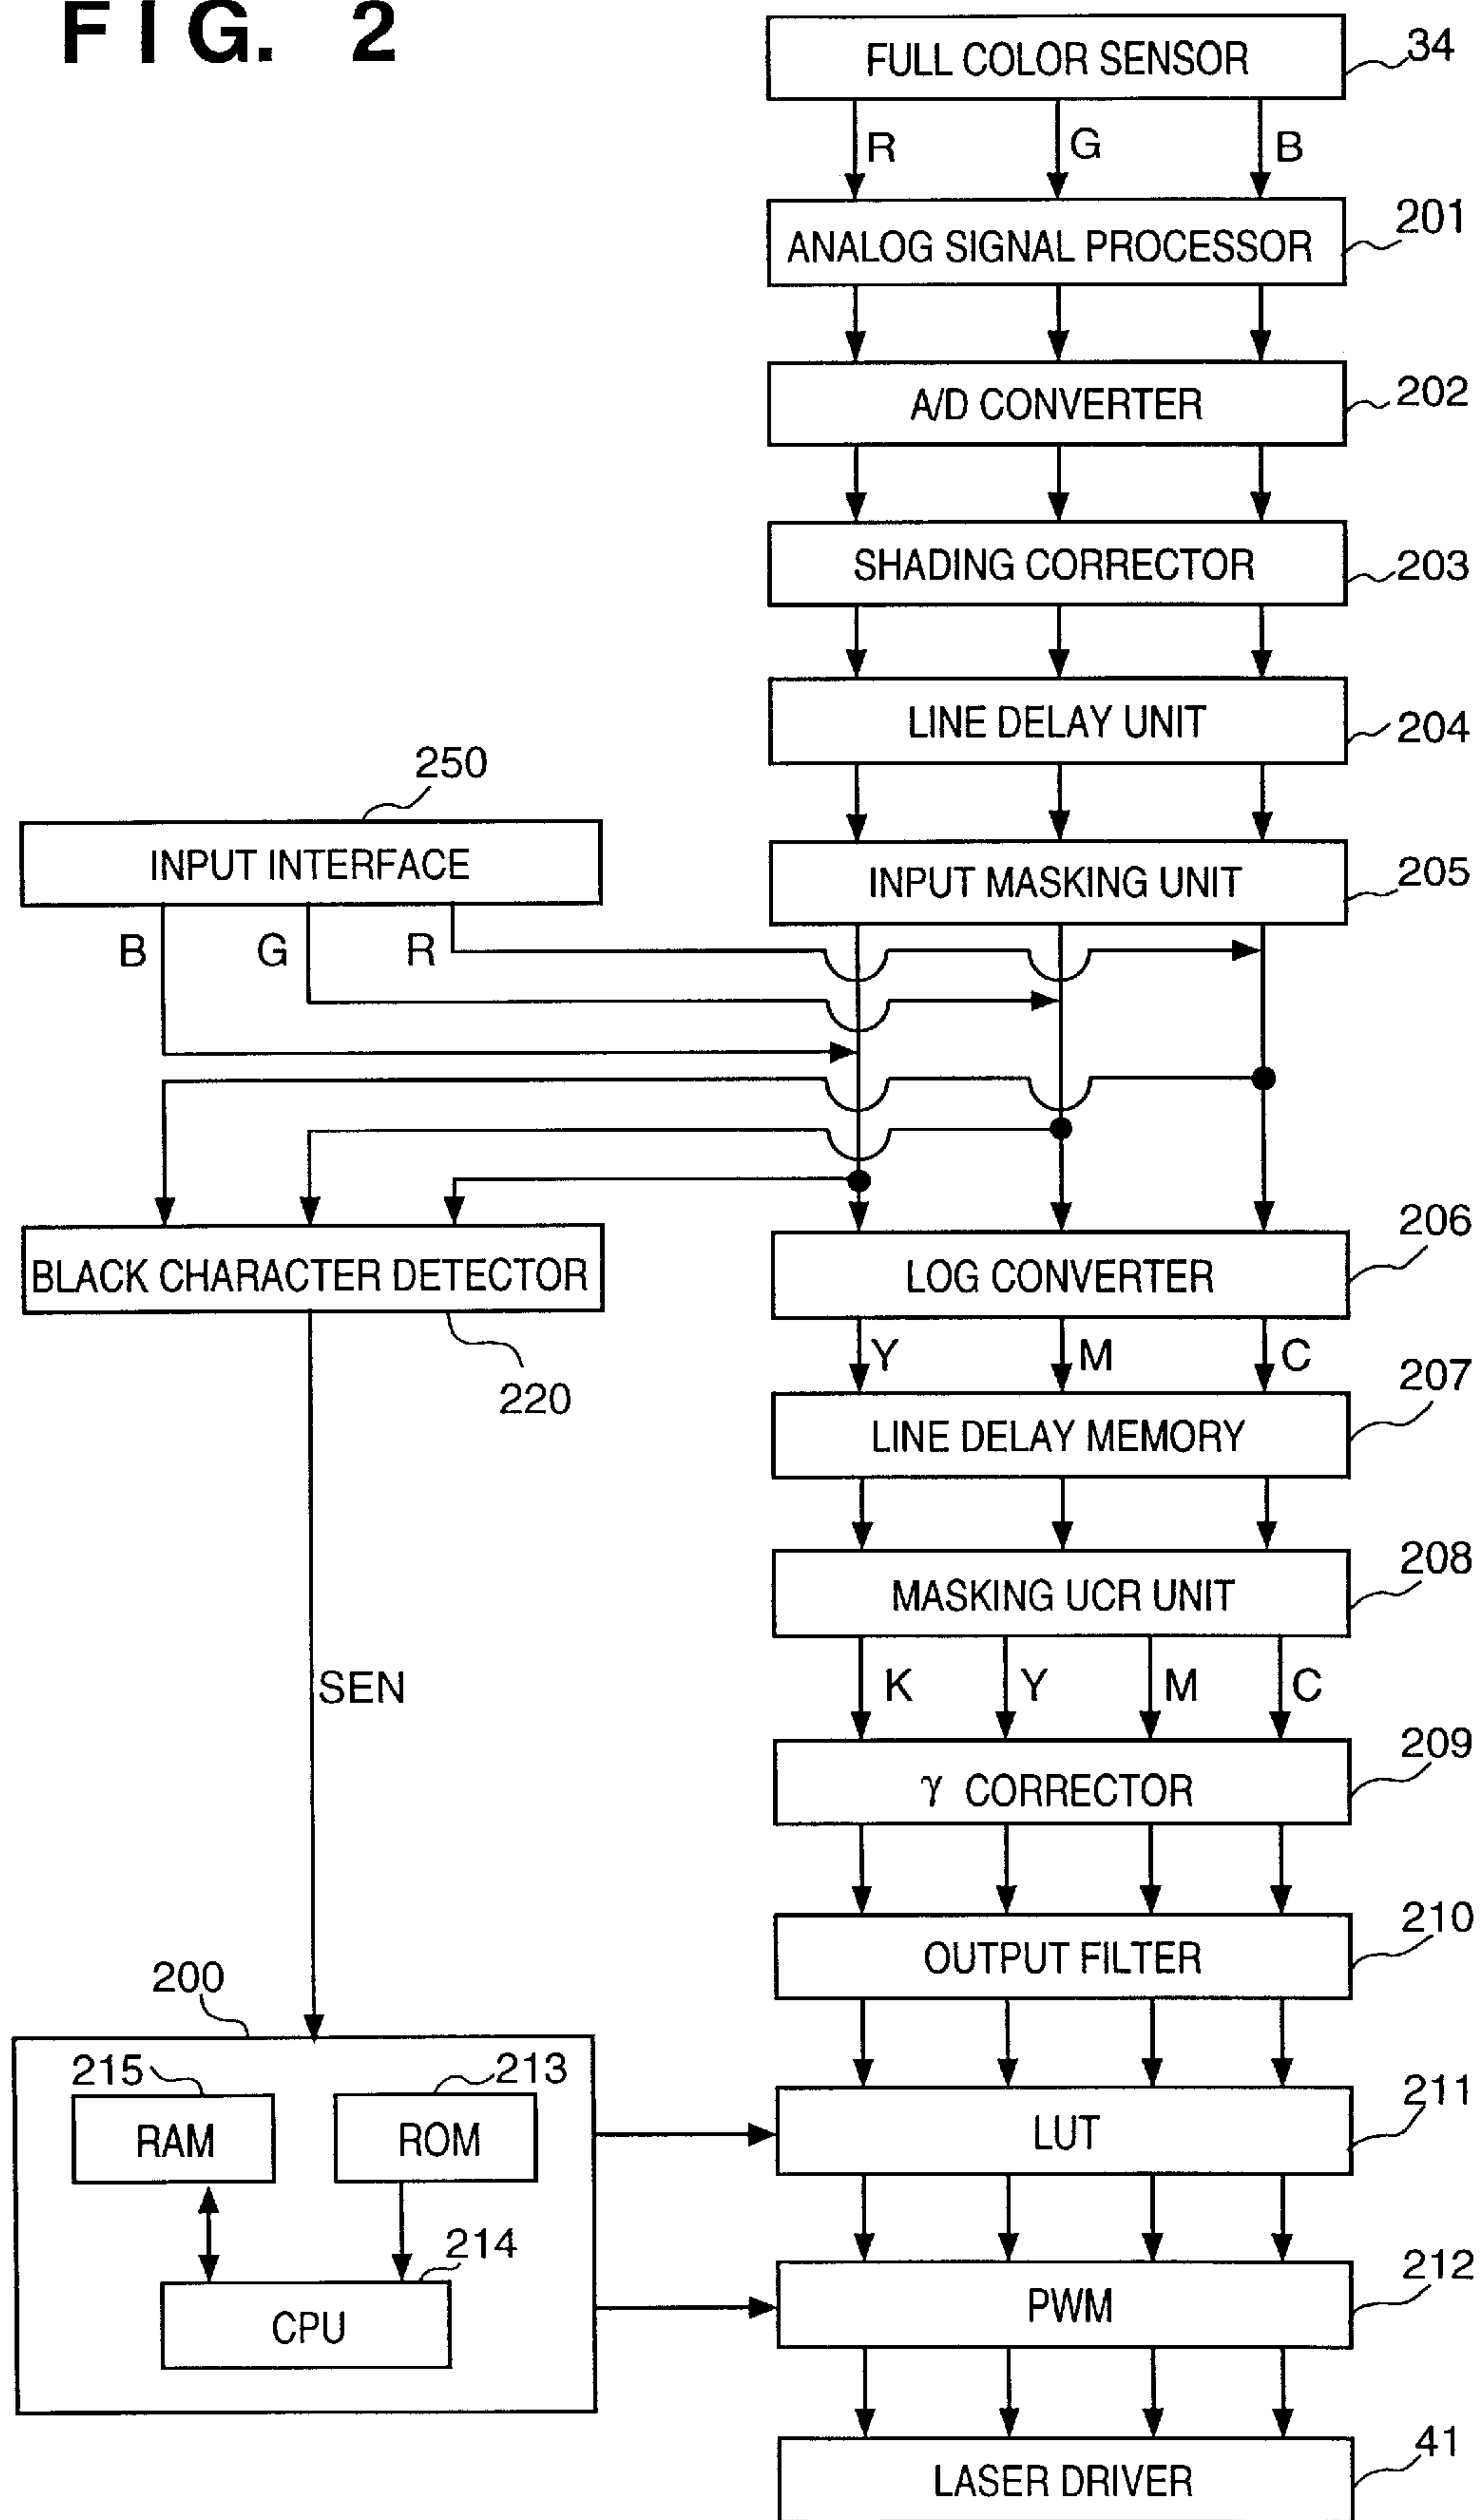 FIG. 2
FULL COLOR SENSOR
34
R
G
B
ANALOG SIGNAL PROCESSOR
201
A/D CONVERTER
202
SHADING CORRECTOR
203
LINE DELAY UNIT
204
250
INPUT INTERFACE
INPUT MASKING UNIT
205
B
G
R
BLACK CHARACTER DETECTOR
220
LOG CONVERTER
206
Y
M
C
LINE DELAY MEMORY
207
MASKING UCR UNIT
208
SEN
K
Y
M
C
γ CORRECTOR
209
OUTPUT FILTER
210
200
215
RAM
213
ROM
214
CPU
LUT
211
PWM
212
LASER DRIVER
41